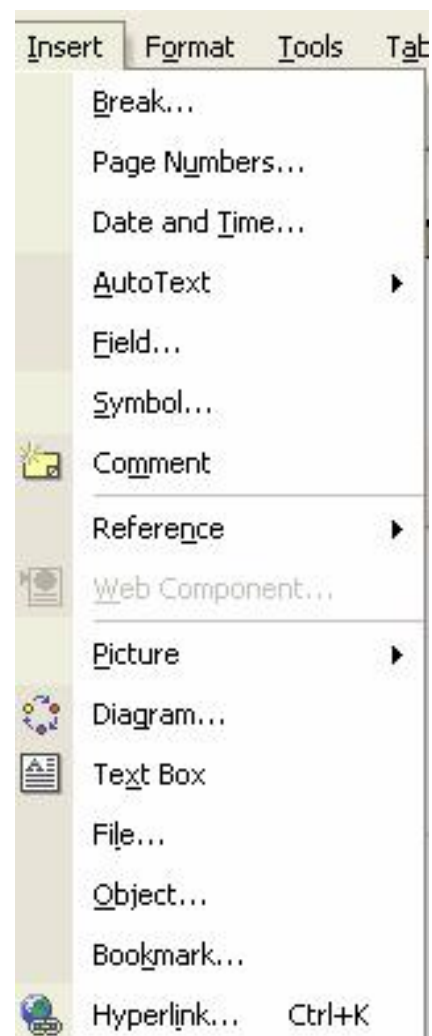 Insert Format Tools Tab
Break...
Page Numbers...
Date and Time...
AutoText
Field...
Symbol...
Comment
Reference
Web Component...
Picture
Diagram...
Text Box
File...
Object...
Bookmark...
Hyperlink... Ctrl+K